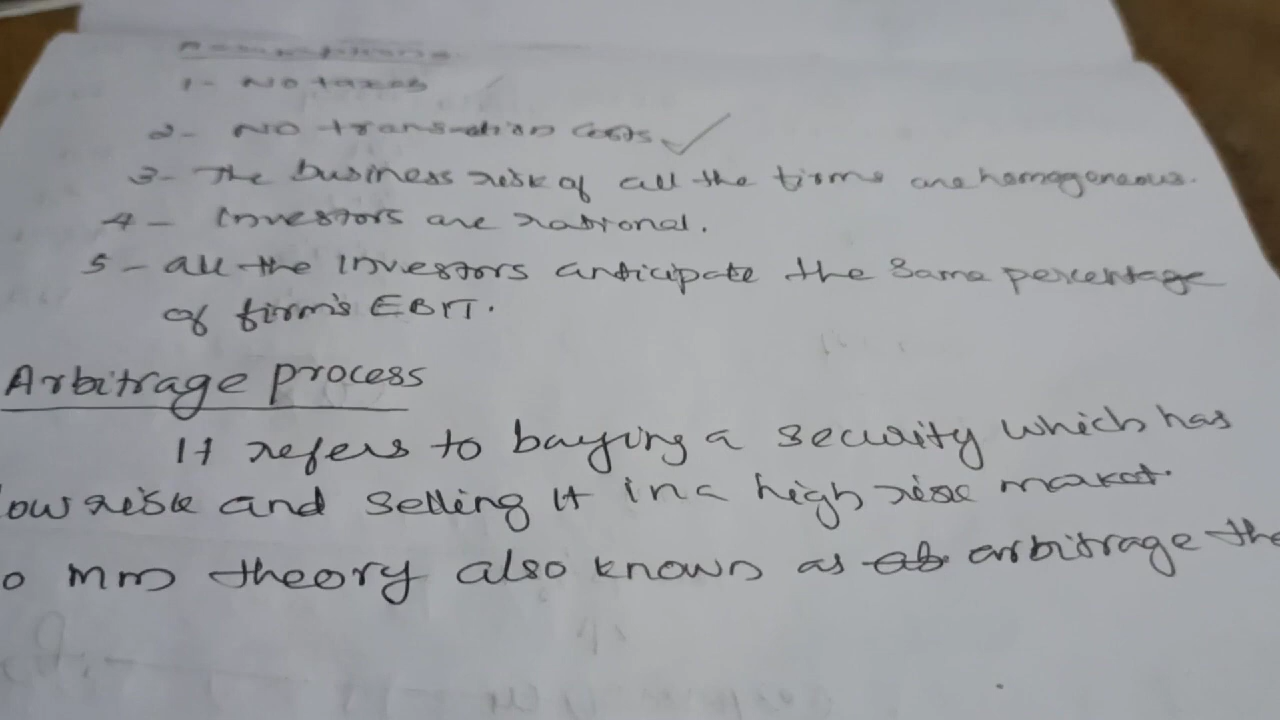 Assumptions
1- No taxes
2- No transaction costs
3- The business risk of all the firms are homogeneous.
4- Investors are rational.
5- all the investors anticipate the same percentage
of firm's EBIT.
Arbitrage process
It refers to buying a security which has
low risk and selling it in a high risk market.
o mm theory also known as arbitrage the